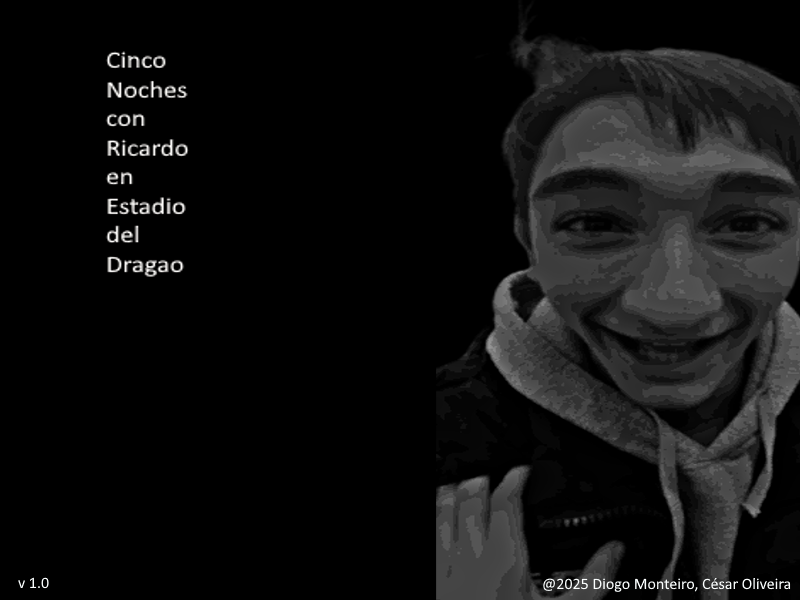 Cinco
Noches
con
Ricardo
en
Estadio
del
Dragao
v 1.0
@2025 Diogo Monteiro, César Oliveira